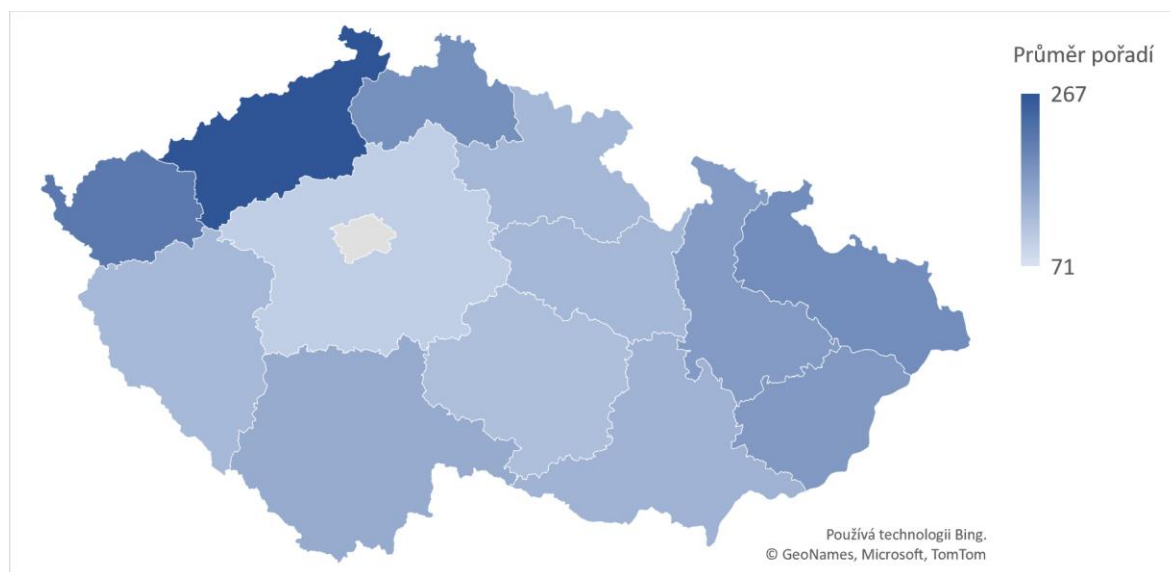 Průměr pořadí
267
71
Používá technologii Bing.
© GeoNames, Microsoft, TomTom